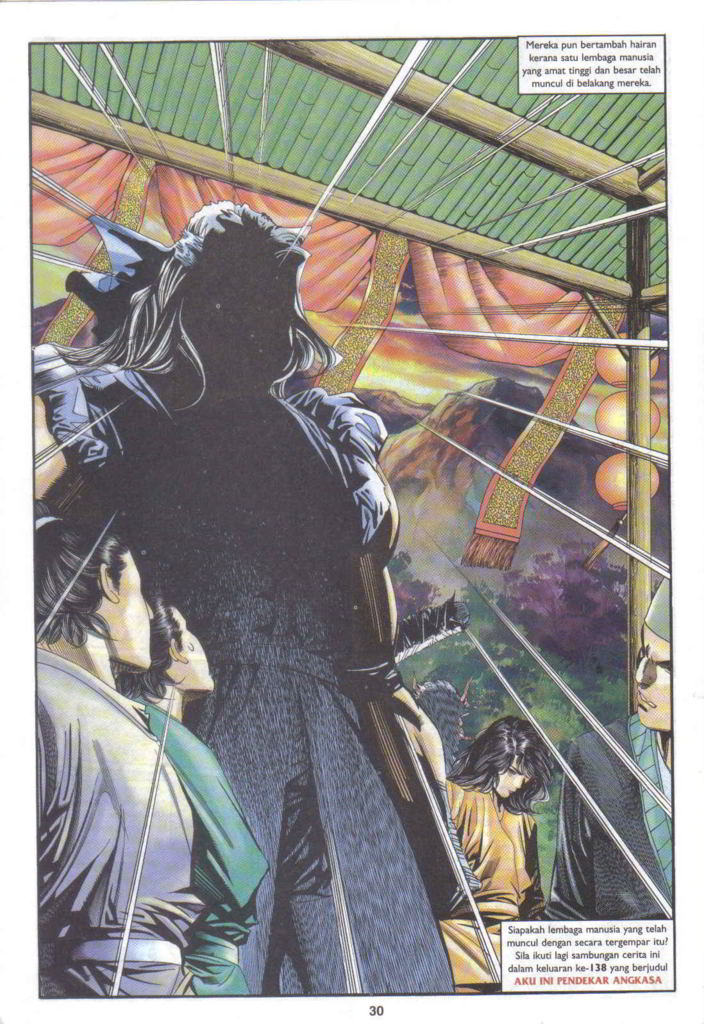 Mereka pun bertambah hairan
kerana satu lembaga manusia
yang amat tinggi dan besar telah
muncul di belakang mereka.
Siapakah lembaga manusia yang telah
muncul dengan secara tergempar itu?
Sila ikuti lagi sambungan cerita ini
dalam keluaran ke-138 yang berjudul
AKU INI PENDEKAR ANGKASA
30